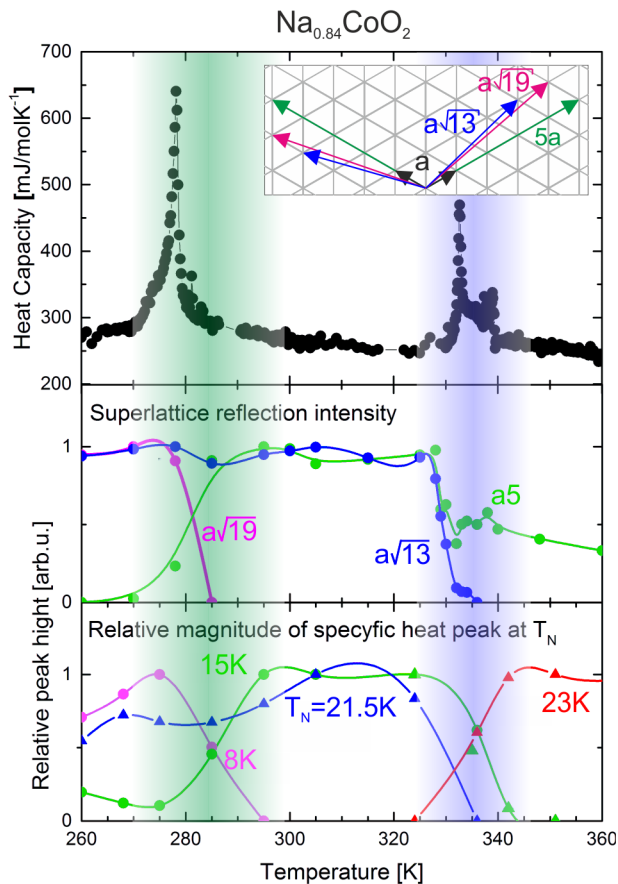 Na0.84CoO2
700
600
500
400
300
200
Heat Capacity [mJ/molK-1]
a√19
a√13
5a
a
Superlattice reflection intensity
1
0
a√19
a√13
a5
Relative peak hight [arb.u.]
Relative magnitude of specyfic heat peak at TN
1
0
15K
TN=21.5K
23K
8K
260 280 300 320 340 360
Temperature [K]